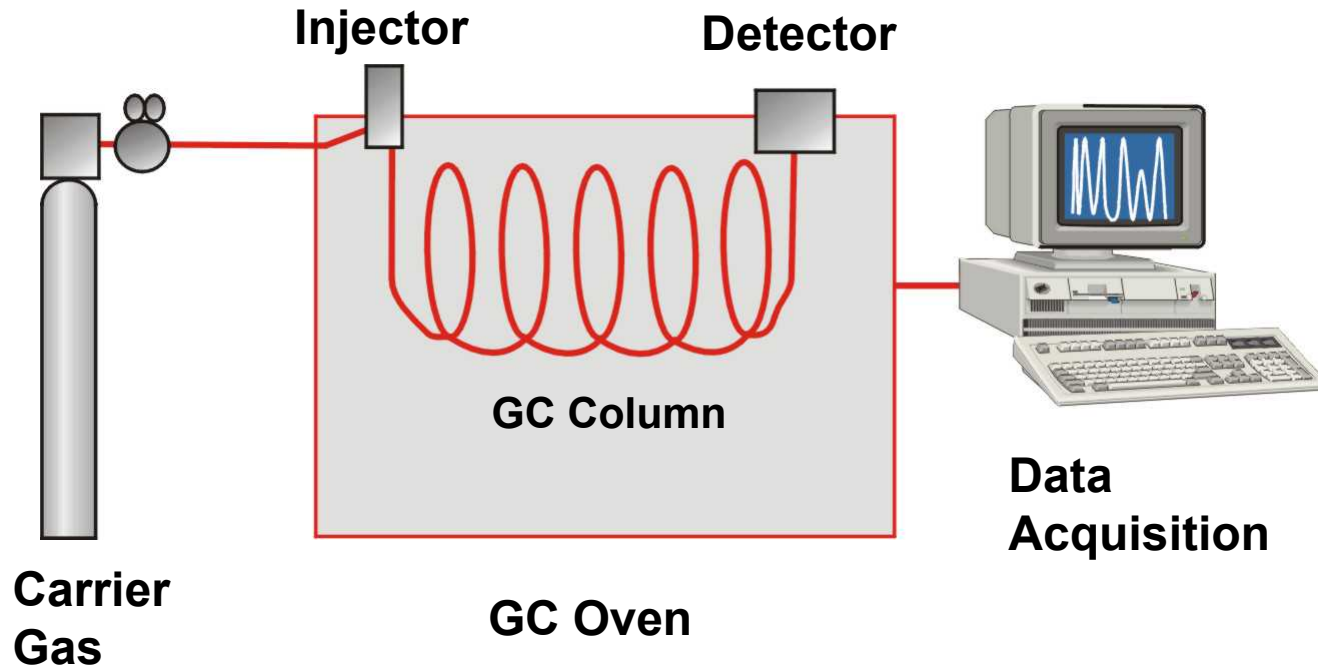 Injector
Detector
GC Column
Data
Acquisition
Carrier
Gas
GC Oven